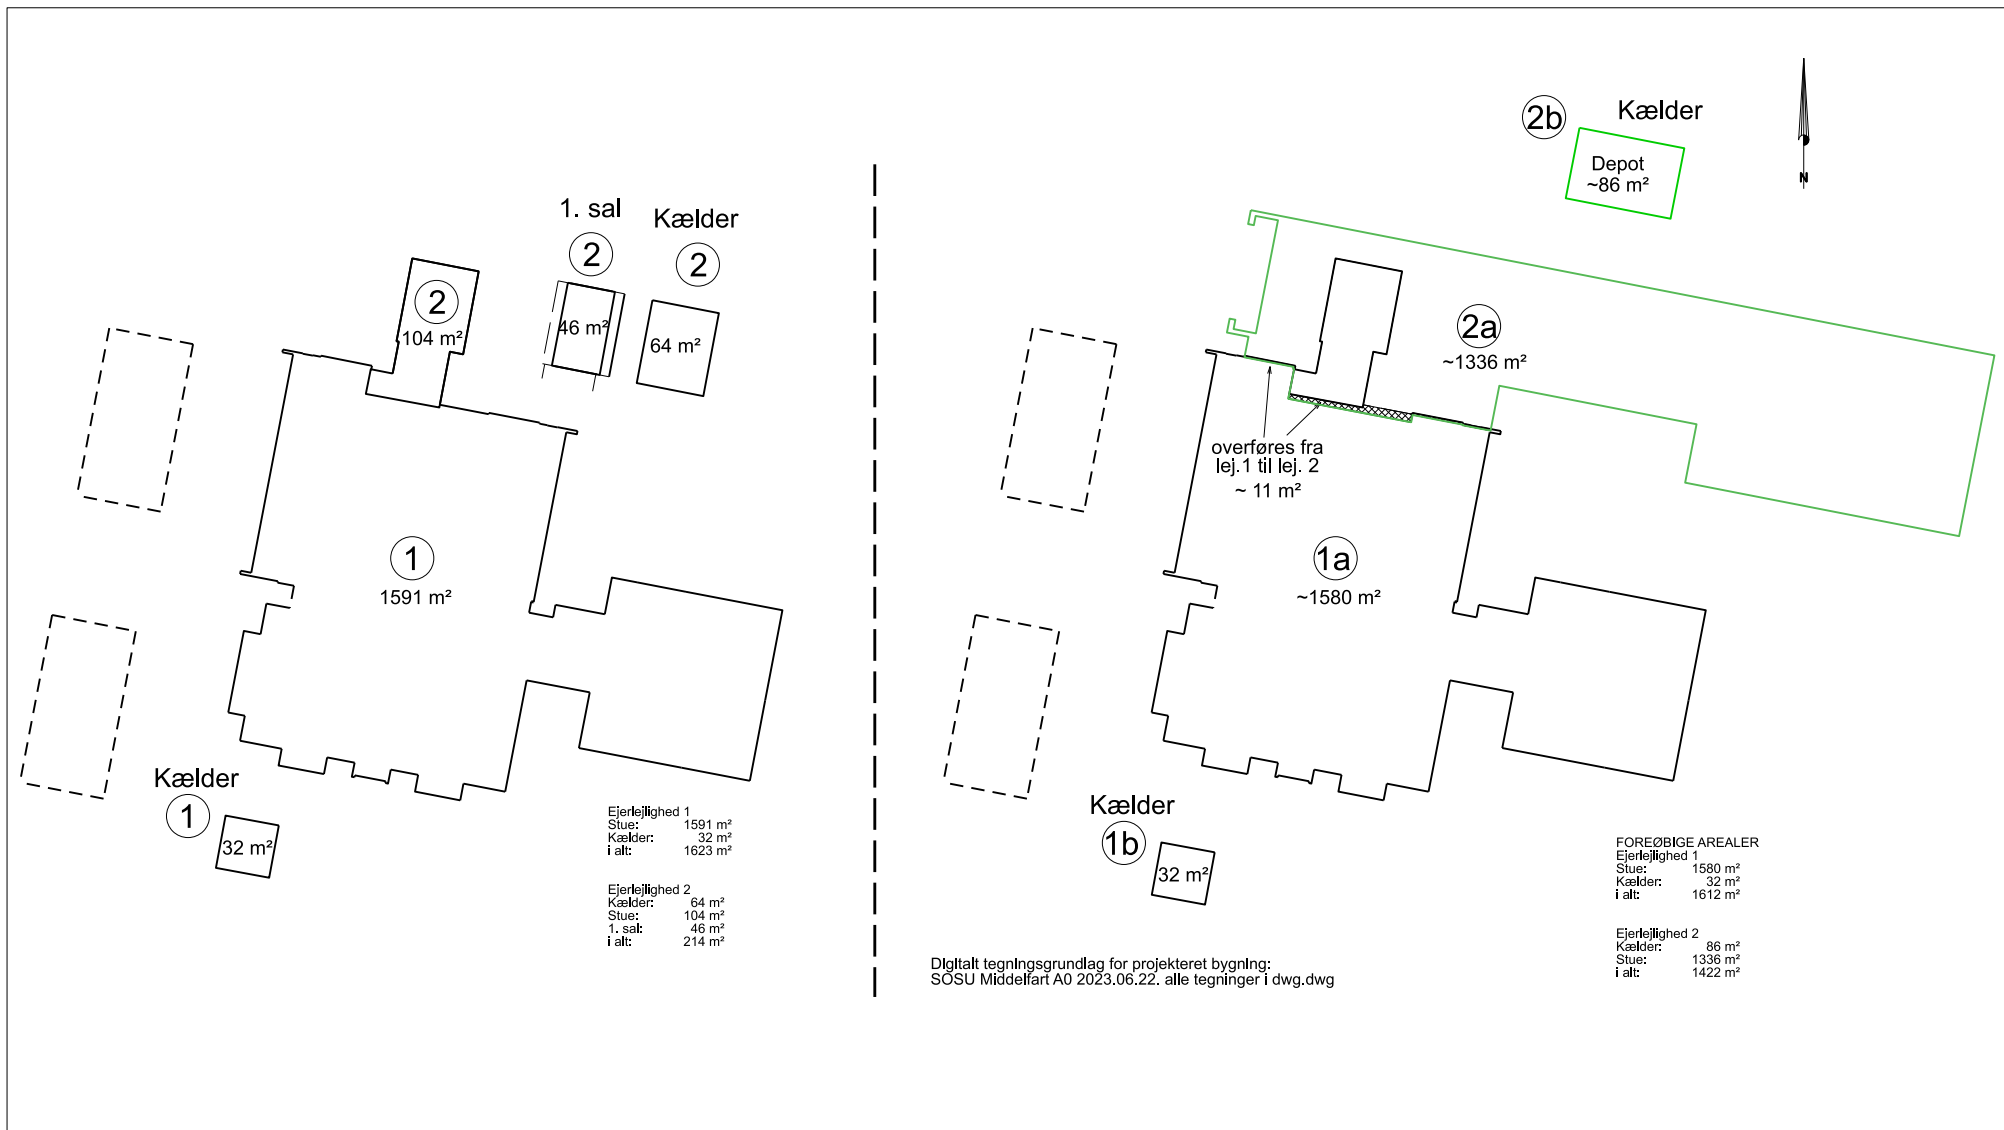 1. sal
Kælder
2
2
2
104 m²
46 m²
64 m²
1
1591 m²
Kælder
1
32 m²
Ejerlejlighed 1
Stue: 1591 m²
Kælder: 32 m²
i alt: 1623 m²
Ejerlejlighed 2
Kælder: 64 m²
Stue: 104 m²
1. sal: 46 m²
i alt: 214 m²
2b
Kælder
Depot
~86 m²
N
2a
~1336 m²
overføres fra
lej.1 til lej. 2
~ 11 m²
1a
~1580 m²
Kælder
1b
32 m²
FOREØBIGE AREALER
Ejerlejlighed 1
Stue: 1580 m²
Kælder: 32 m²
i alt: 1612 m²
Ejerlejlighed 2
Kælder: 86 m²
Stue: 1336 m²
i alt: 1422 m²
Digitalt tegningsgrundlag for projekteret bygning:
SOSU Middelfart A0 2023.06.22. alle tegninger i dwg.dwg